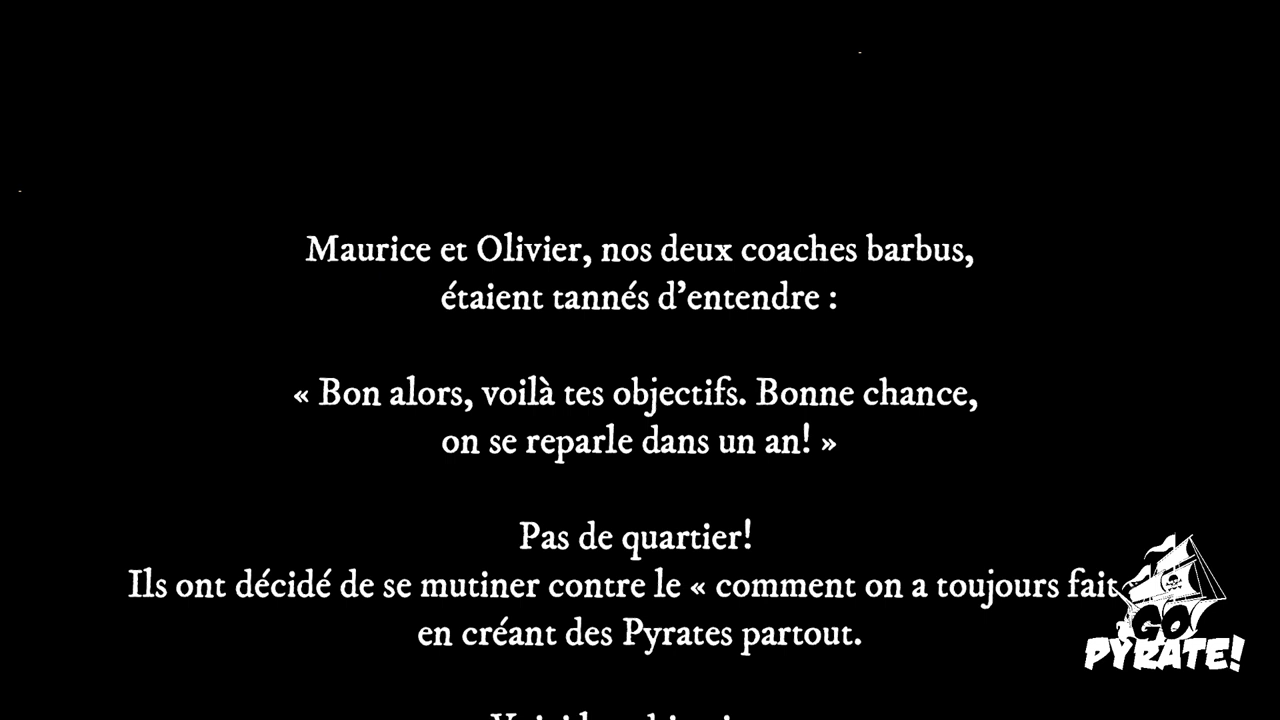 Maurice et Olivier, nos deux coaches barbus,
étaient tannés d'entendre :
« Bon alors, voilà tes objectifs. Bonne chance,
on se reparle dans un an! »
Pas de quartier!
Ils ont décidé de se mutiner contre le « comment on a toujours fait
en créant des Pyrates partout.
GO
PYRATE!